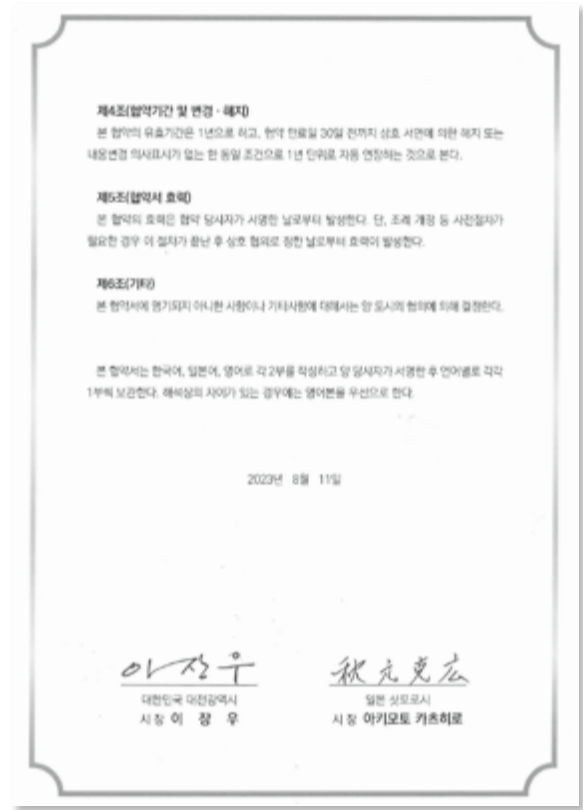 제4조(협약기간 및 변경 · 해지)
본 협약의 유효기간은 1년으로 하고, 협약 만료일 30일 전까지 상호 서면에 의한 해지 또는
내용변경 의사표시가 없는 한 동일 조건으로 1년 단위로 자동 연장하는 것으로 본다.
제5조(협약서 효력)
본 협약의 효력은 협약 당사자가 서명한 날로부터 발생한다. 단, 조례 개정 등 사전절차가
필요한 경우 이 절차가 끝난 후 상호 협의로 정한 날로부터 효력이 발생한다.
제6조(기타)
본 협약서에 명기되지 아니한 사항이나 기타사항에 대해서는 양 도시의 협의에 의해 결정한다.
본 협약서는 한국어, 일본어, 영어로 각 2부를 작성하고 양 당사자가 서명한 후 언어별로 각각
1부씩 보관한다. 해석상의 차이가 있는 경우에는 영어본을 우선으로 한다.
2023년 8월 11일
이장우 秋元克広
대한민국 대전광역시 일본 삿포로시
시장 이 장 우 시장 아키모토 카츠히로